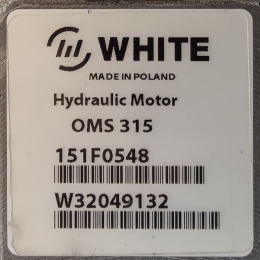 WHITE
MADE IN POLAND
Hydraulic Motor
OMS 315
151F0548
W32049132